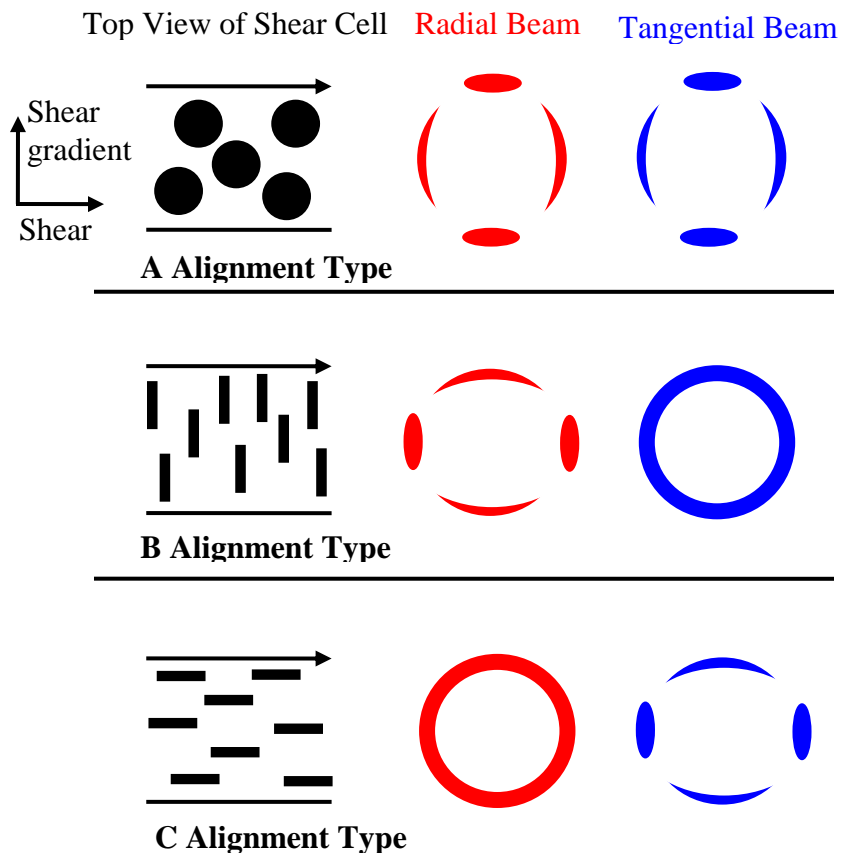 Top View of Shear Cell
Radial Beam
Tangential Beam
Shear
gradient
Shear
A Alignment Type
B Alignment Type
C Alignment Type